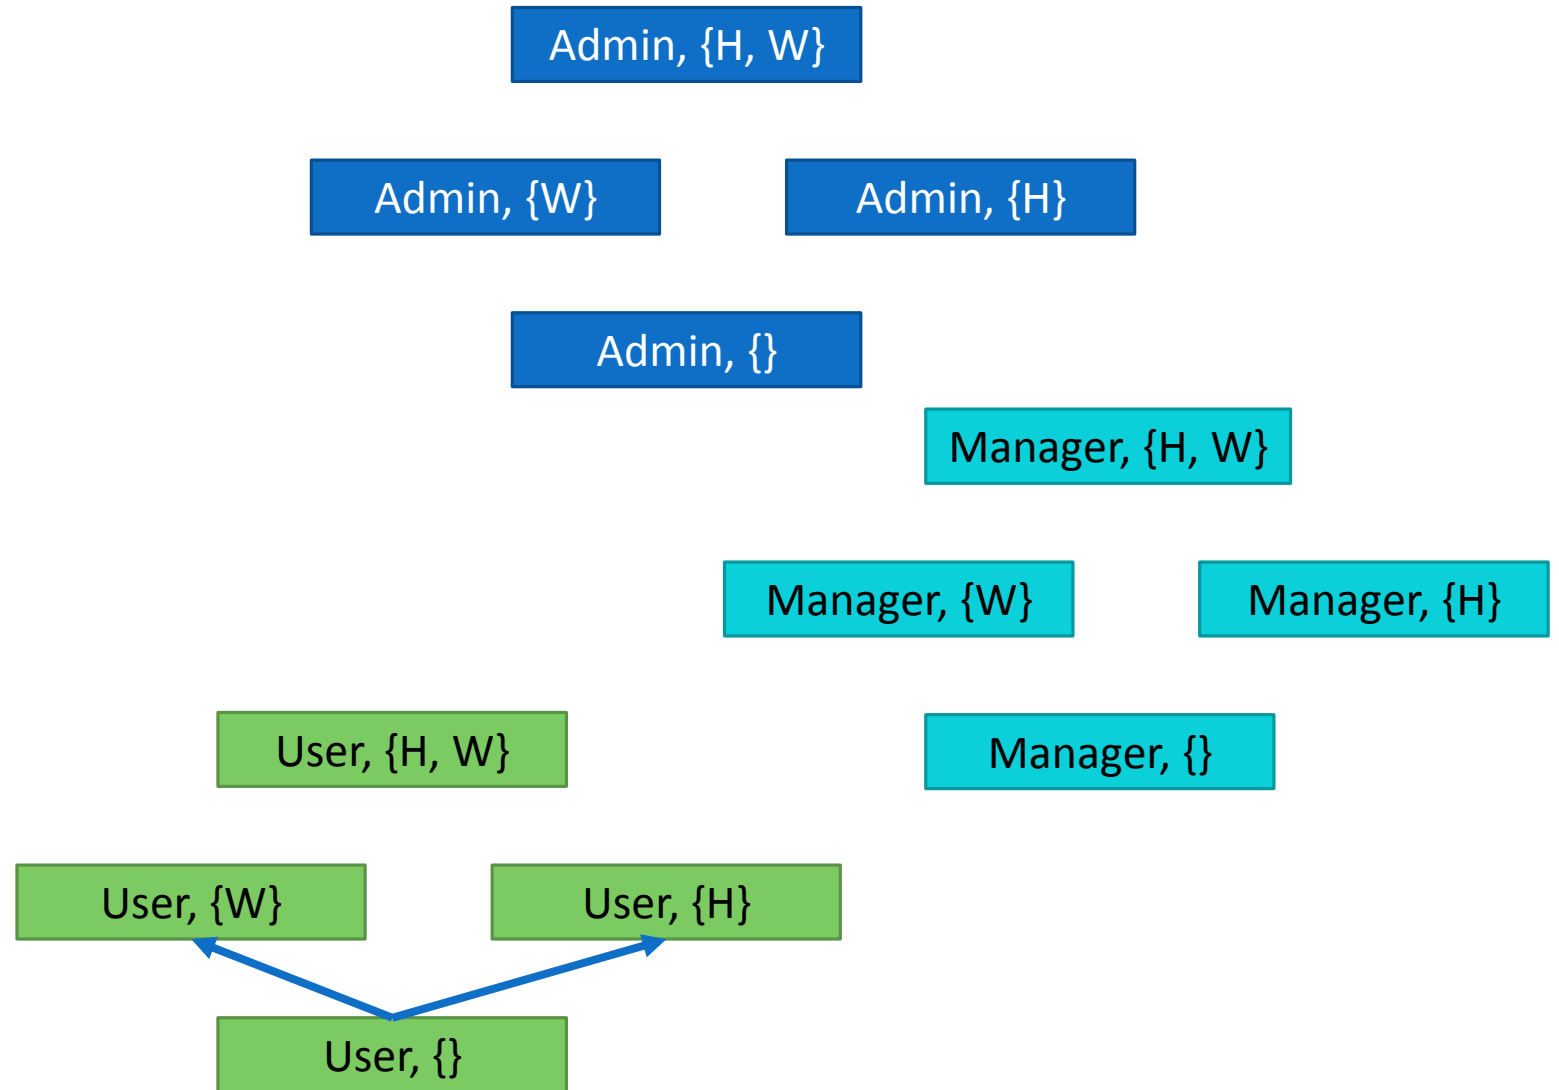 Admin, {H, W}
Admin, {W}
Admin, {H}
Admin, {}
Manager, {H, W}
Manager, {W}
Manager, {H}
User, {H, W}
Manager, {}
User, {W}
User, {H}
User, {}